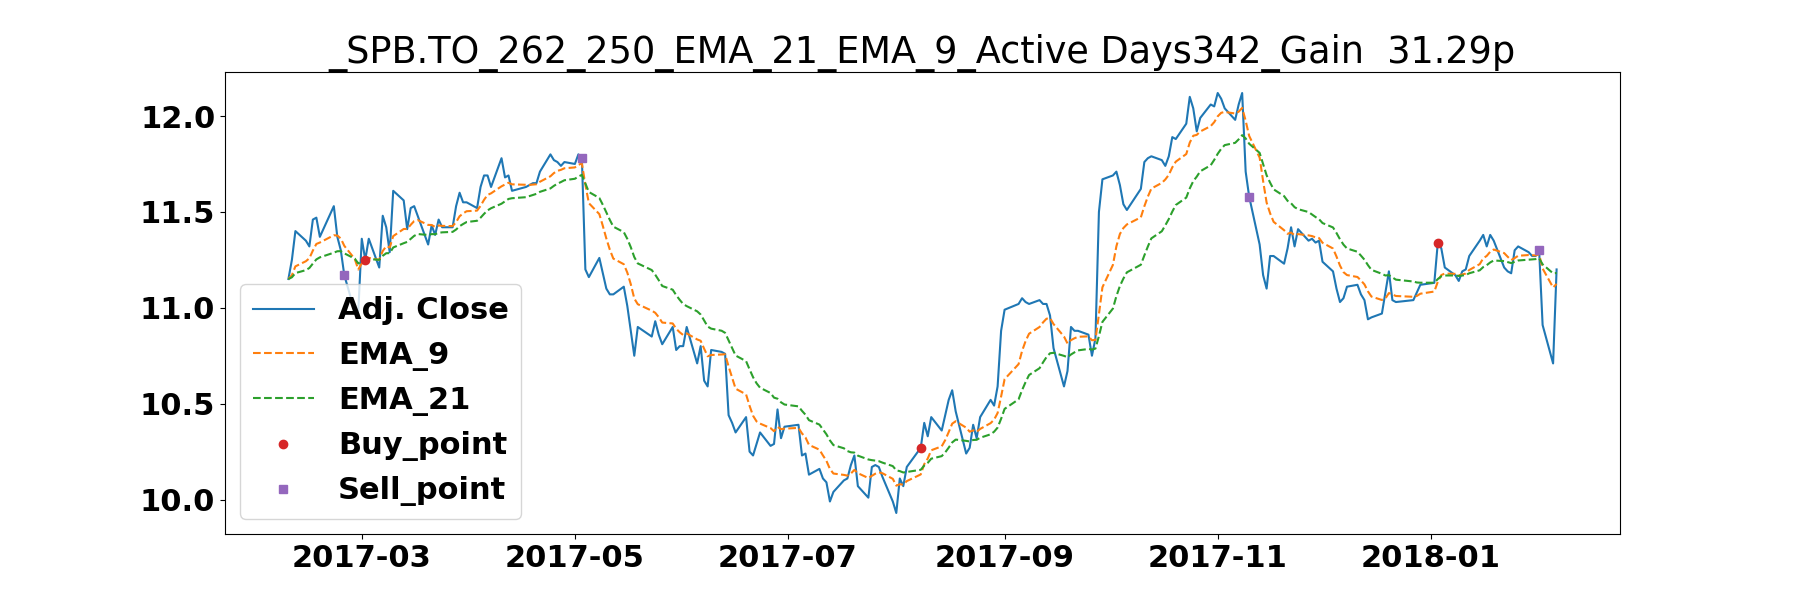 _SPB.TO_262_250_EMA_21_EMA_9_Active Days342_Gain  31.29p
12.0
11.5
11.0
10.5
10.0
Adj. Close
EMA_9
EMA_21
Buy_point
Sell_point
2017-03 2017-05 2017-07 2017-09 2017-11 2018-01